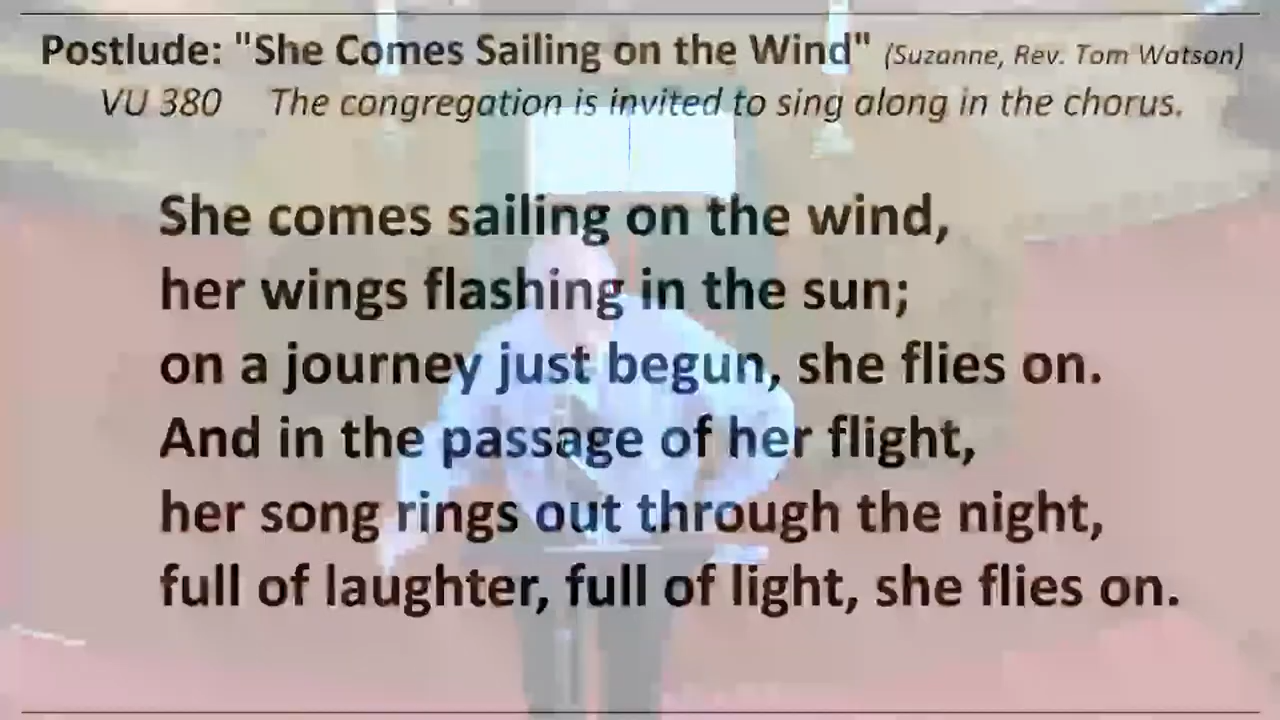 Postlude: "She Comes Sailing on the Wind" (Suzanne, Rev. Tom Watson)
VU 380 The congregation is invited to sing along in the chorus.
She comes sailing on the wind,
her wings flashing in the sun;
on a journey just begun, she flies on.
And in the passage of her flight,
her song rings out through the night,
full of laughter, full of light, she flies on.